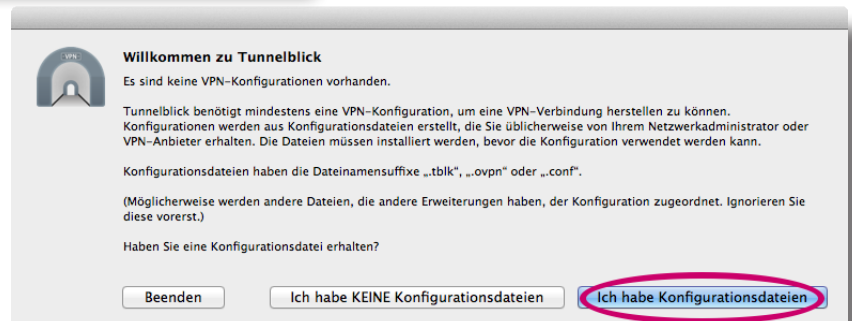 VPN
Willkommen zu Tunnelblick
Es sind keine VPN-Konfigurationen vorhanden.
Tunnelblick benötigt mindestens eine VPN-Konfiguration, um eine VPN-Verbindung herstellen zu können.
Konfigurationen werden aus Konfigurationsdateien erstellt, die Sie üblicherweise von Ihrem Netzwerkadministrator oder
VPN-Anbieter erhalten. Die Dateien müssen installiert werden, bevor die Konfiguration verwendet werden kann.
Konfigurationsdateien haben die Dateinamensuffixe „.tblk“, „.ovpn“ oder „.conf“.
(Möglicherweise werden andere Dateien, die andere Erweiterungen haben, der Konfiguration zugeordnet. Ignorieren Sie
diese vorerst.)
Haben Sie eine Konfigurationsdatei erhalten?
Beenden
Ich habe KEINE Konfigurationsdateien
Ich habe Konfigurationsdateien